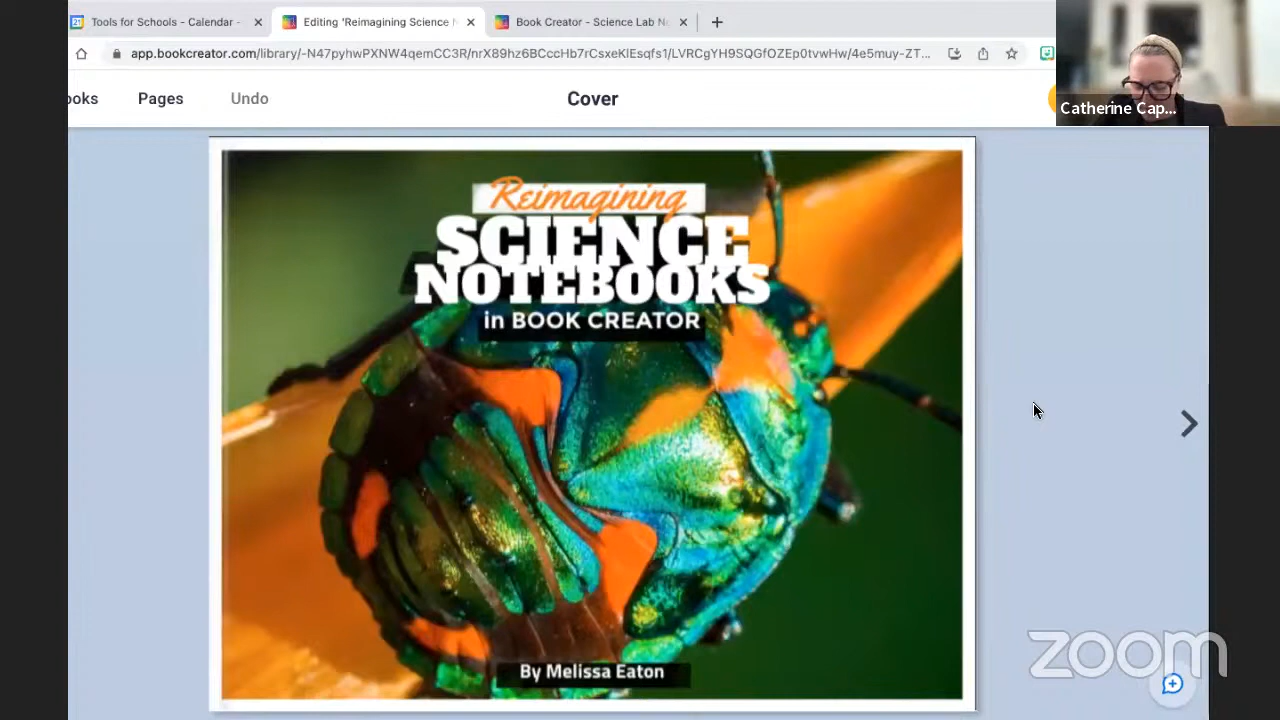 Tools for Schools - Calendar -
Editing 'Reimagining Science N
Book Creator - Science Lab No
app.bookcreator.com/library/-N47pyhwPXNW4qemCC3R/nrX89hz6BCccHb7rCsxeKlEsqfs1/LVRCgYH9SQGfOZEp0tvwHw/4e5muy-ZT...
ooks Pages Undo Cover
Catherine Cap...
Reimagining
SCIENCE
NOTEBOOKS
in BOOK CREATOR
By Melissa Eaton
zoom